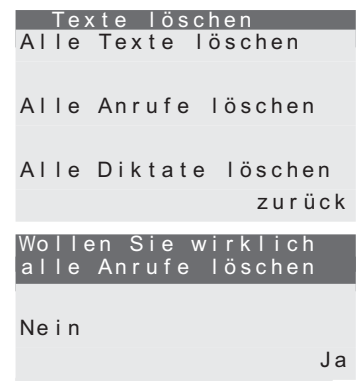 Texte löschen
Alle Texte löschen
Alle Anrufe löschen
Alle Diktate löschen
zurück
Wollen Sie wirklich
alle Anrufe löschen
Nein
Ja